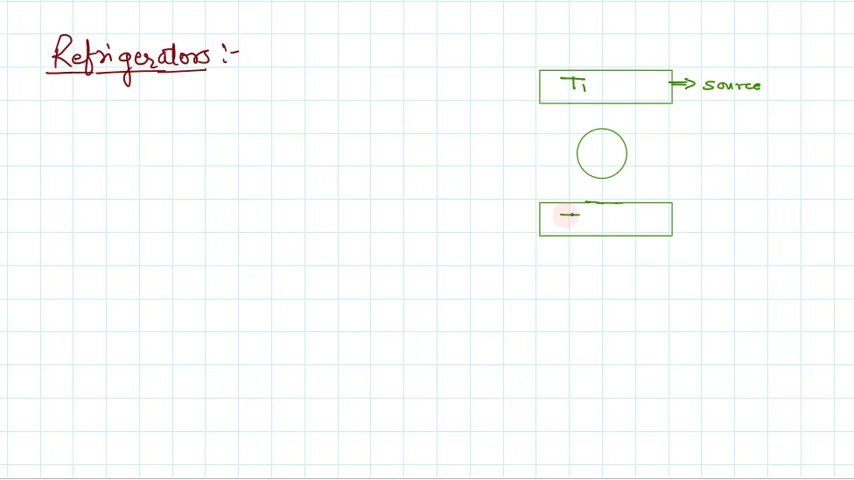 Refrigerators :-
T1 ⇒ source